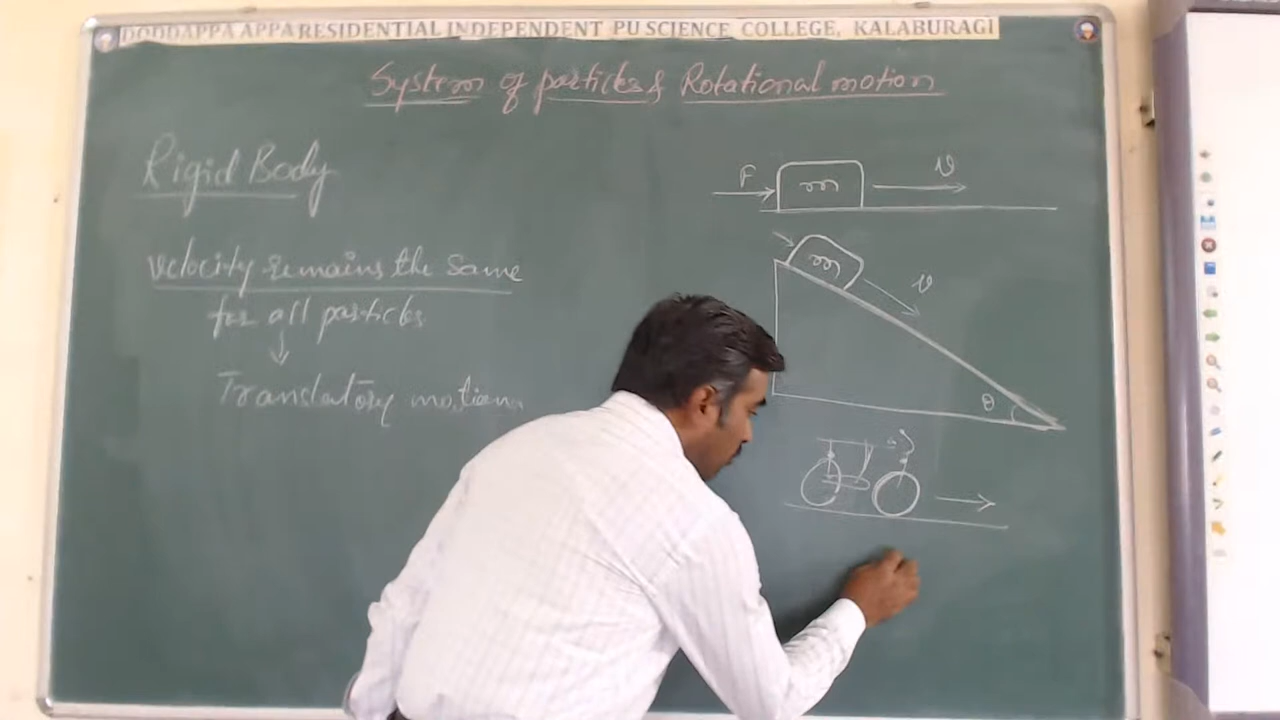 DODDAPPA APPA RESIDENTIAL INDEPENDENT PU SCIENCE COLLEGE, KALABURAGI
System of particles & Rotational motion
Rigid Body
F
v
velocity remains the same
v
for all particles
Translatory motion
θ